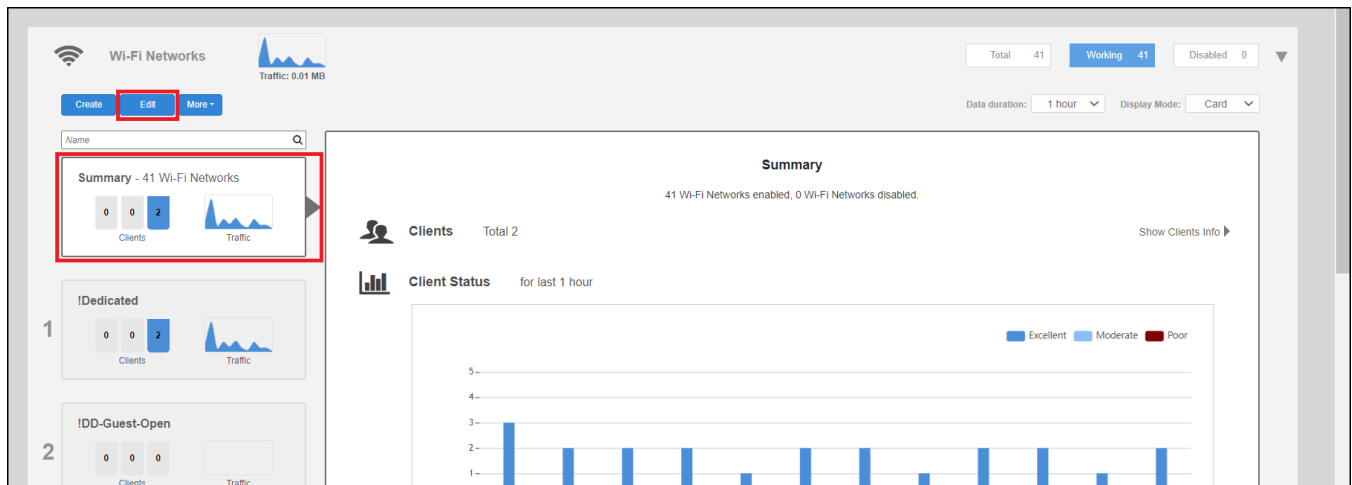 Wi-Fi Networks
Traffic: 0.01 MB
Total 41
Working 41
Disabled 0
Create Edit More
Data duration: 1 hour Display Mode: Card
Name
Summary - 41 Wi-Fi Networks
0 0 2
Clients Traffic
1
!Dedicated
0 0 2
Clients Traffic
2
!DD-Guest-Open
0 0 0
Clients Traffic
Summary
41 Wi-Fi Networks enabled, 0 Wi-Fi Networks disabled.
Clients Total 2 Show Clients Info
Client Status for last 1 hour
Excellent Moderate Poor
5
4
3
2
1